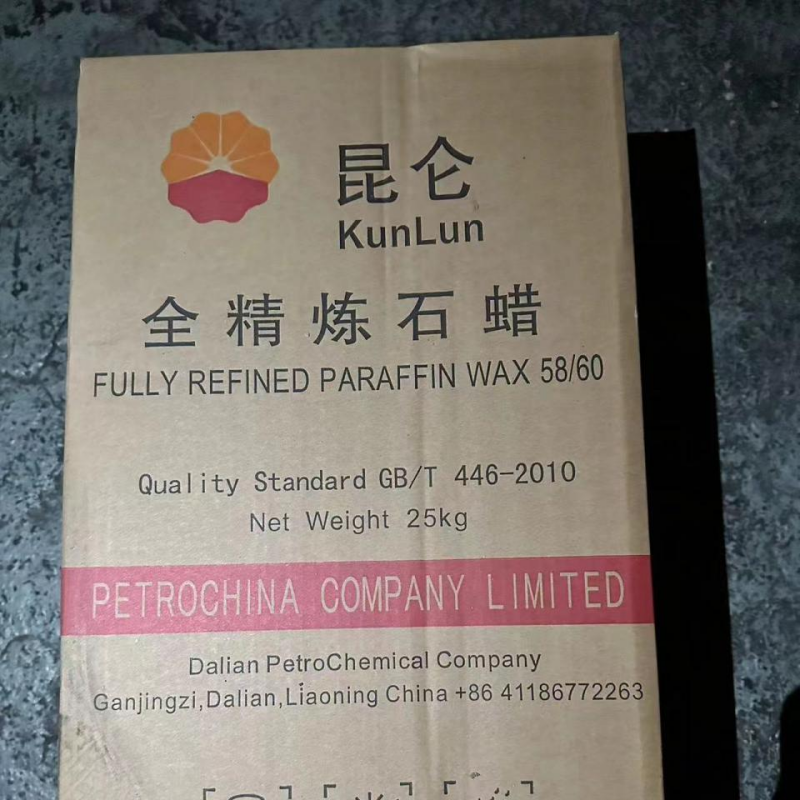 昆仑
KunLun
全精炼石蜡
FULLY REFINED PARAFFIN WAX 58/60
Quality Standard GB/T 446-2010
Net Weight 25kg
PETROCHINA COMPANY LIMITED
Dalian PetroChemical Company
Ganjingzi,Dalian,Liaoning China +86 41186772263